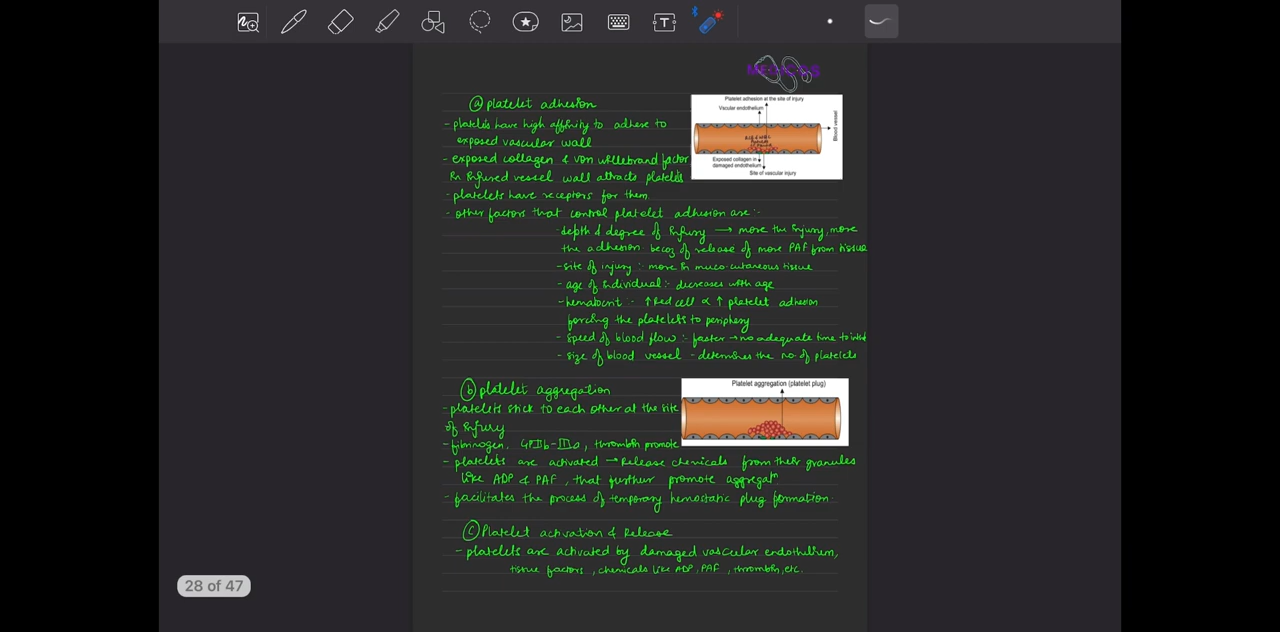 MEDICOS
(a) platelet adhesion
- platelets have high affinity to adhere to
exposed vascular wall
- exposed collagen & von willebrand factor
in injured vessel wall attracts platelets
- platelets have receptors for them
- other factors that control platelet adhesion are :-
- depth & degree of injury → more the injury, more
the adhesion becoz of release of more PAF from tissue
- site of injury :- more in muco-cutaneous tissue
- age of individual :- decreases with age
- hematocrit :- ↑ Red cell ∝ ↑ platelet adhesion
forcing the platelets to periphery
- speed of blood flow :- faster → no adequate time to
- size of blood vessel - determines the no. of platelets
Platelet adhesion at the site of injury
Vacular endothelium
Blood vessel
Exposed collagen in
damaged endothelium
Site of vascular injury
(b) platelet aggregation
- platelets stick to each other at the site
of injury
- fibrinogen, GPIIb-IIIa, thrombin promote
- platelets are activated → Release chemicals from their granules
like ADP & PAF, that further promote aggregatn
- facilitates the process of temporary hemostatic plug formation.
Platelet aggregation (platelet plug)
(c) Platelet activation & Release
- platelets are activated by damaged vascular endothelium,
tissue factors, chemicals like ADP, PAF, thrombin, etc.
28 of 47